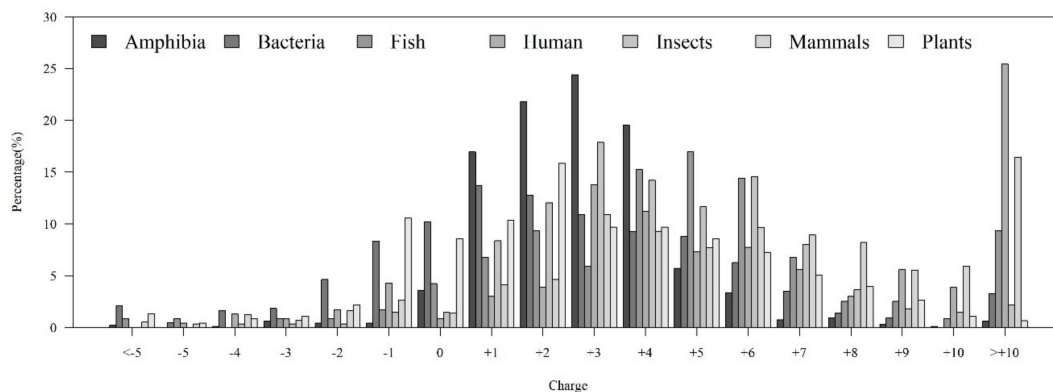 30
Amphibia Bacteria Fish Human Insects Mammals Plants
25
20
15
10
5
0
Percentage(%)
<-5 -5 -4 -3 -2 -1 0 +1 +2 +3 +4 +5 +6 +7 +8 +9 +10 >+10
Charge